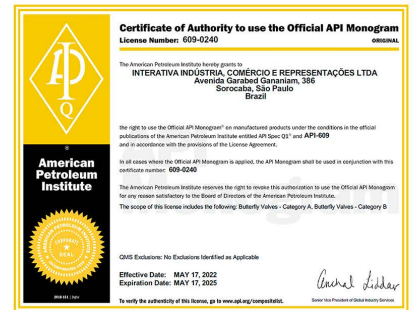 Certificate of Authority to use the Official API Monogram
License Number: 609-0240
ORIGINAL
The American Petroleum Institute hereby grants to
INTERATIVA INDÚSTRIA, COMÉRCIO E REPRESENTAÇÕES LTDA
Avenida Garabed Gananiam, 386
Sorocaba, São Paulo
Brazil
the right to use the Official API Monogram® on manufactured products under the conditions in the official
publications of the American Petroleum Institute entitled API Spec Q1® and API-609
and in accordance with the provisions of the License Agreement.
In all cases where the Official API Monogram is applied, the API Monogram shall be used in conjunction with this
certificate number: 609-0240
The American Petroleum Institute reserves the right to revoke this authorization to use the Official API Monogram
for any reason satisfactory to the Board of Directors of the American Petroleum Institute.
The scope of this license includes the following: Butterfly Valves - Category A, Butterfly Valves - Category B
QMS Exclusions: No Exclusions Identified as Applicable
Effective Date: MAY 17, 2022
Expiration Date: MAY 17, 2025
To verify the authenticity of this license, go to www.api.org/compositelist.
Senior Vice President of Global Industry Services
Q
®
American
Petroleum
Institute
CORPORATE
SEAL